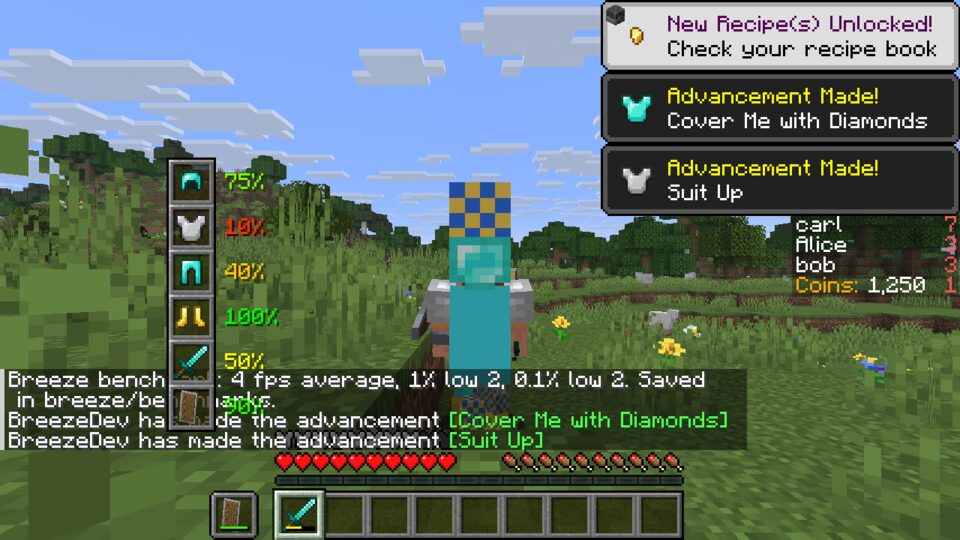 New Recipe(s) Unlocked!
Check your recipe book
Advancement Made!
Cover Me with Diamonds
Advancement Made!
Suit Up
carl 7
Alice 3
bob 3
Coins: 1,250 1
75%
10%
40%
100%
50%
90%
Breeze bench : 4 fps average, 1% low 2, 0.1% low 2. Saved
in breeze/be marks.
BreezeDev ha de the advancement [Cover Me with Diamonds]
BreezeDev has made the advancement [Suit Up]